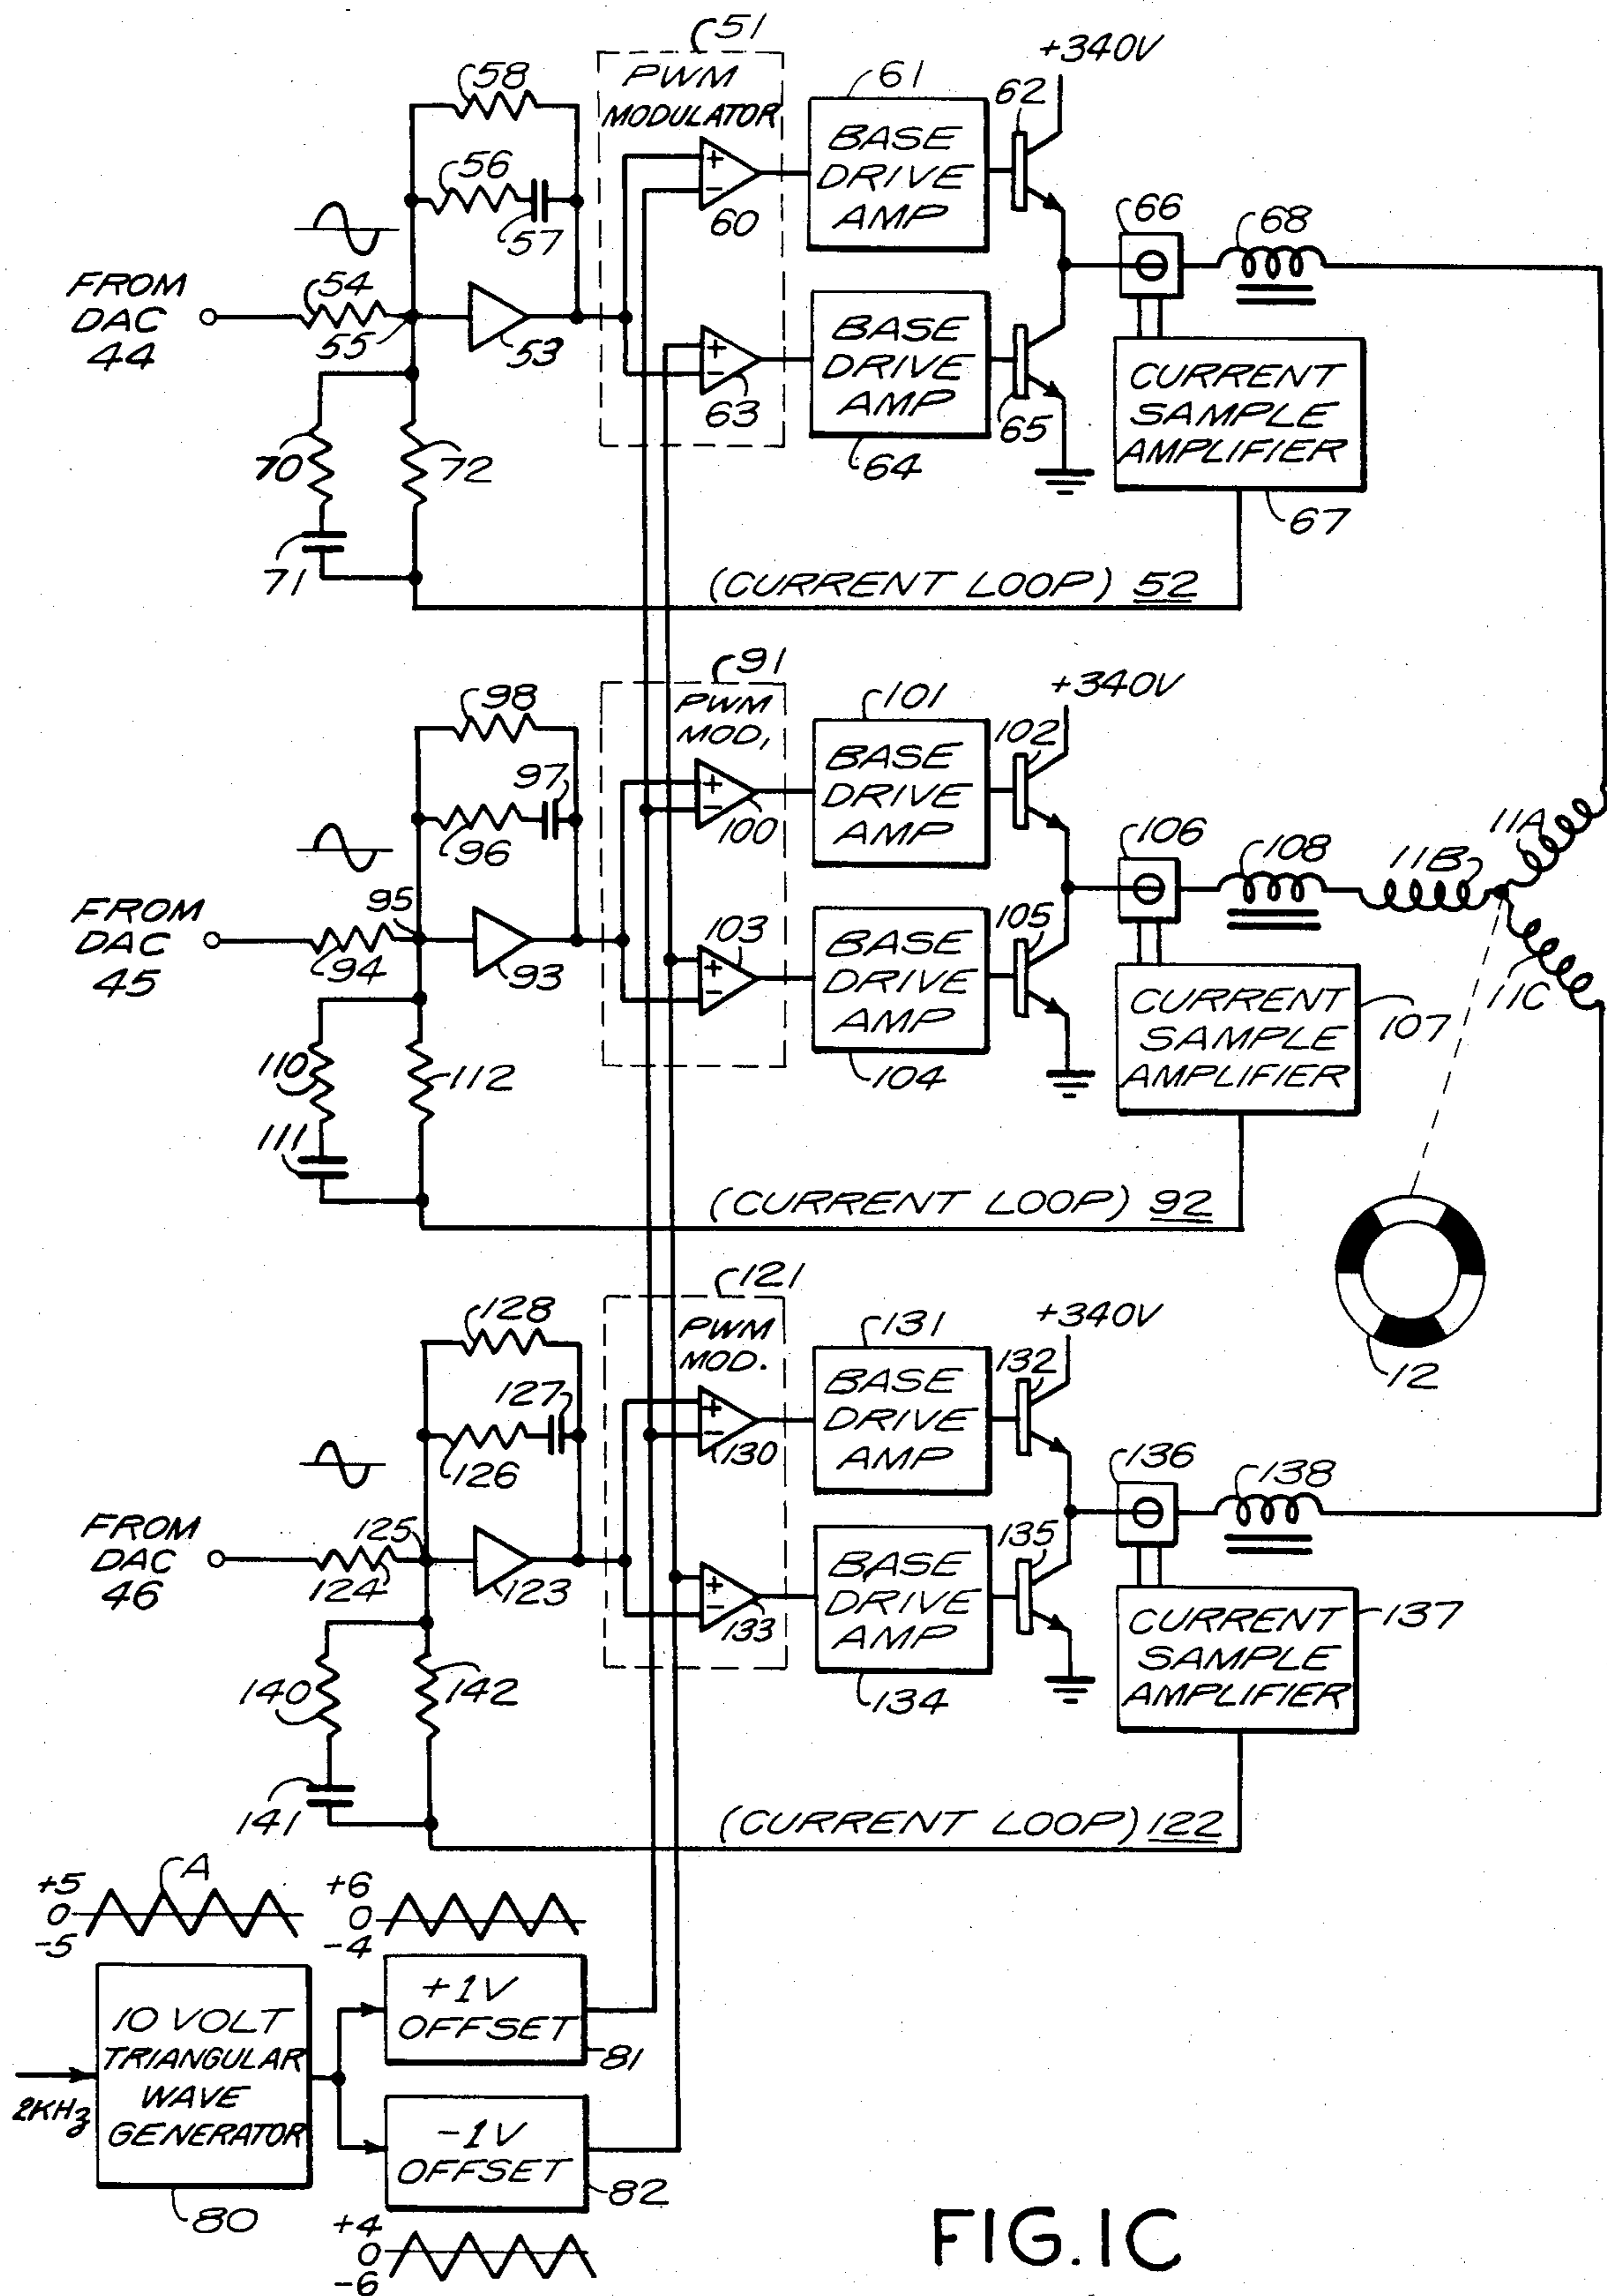 51
+340V
58
PWM
MODULATOR
61
62
BASE
DRIVE
AMP
56
57
+
-
60
66
68
FROM
DAC
44
54
55
53
+
-
63
BASE
DRIVE
AMP
65
64
CURRENT
SAMPLE
AMPLIFIER
67
70
72
71
(CURRENT LOOP) 52
91
+340V
98
PWM
MOD,
101
102
BASE
DRIVE
AMP
97
96
+
-
100
106
108
11B
11A
11C
FROM
DAC
45
95
94
93
103
+
-
BASE
DRIVE
AMP
105
104
CURRENT
SAMPLE
AMPLIFIER
107
110
112
111
(CURRENT LOOP) 92
12
121
+340V
128
PWM
MOD.
131
132
BASE
DRIVE
AMP
127
126
+
-
130
136
138
FROM
DAC
46
125
124
123
+
-
133
BASE
DRIVE
AMP
135
134
CURRENT
SAMPLE
AMPLIFIER
137
140
142
141
(CURRENT LOOP) 122
A
+5
0
-5
+6
0
-4
10 VOLT
TRIANGULAR
WAVE
GENERATOR
2KHz
80
+1V
OFFSET
81
-1V
OFFSET
82
+4
0
-6
FIG.1C